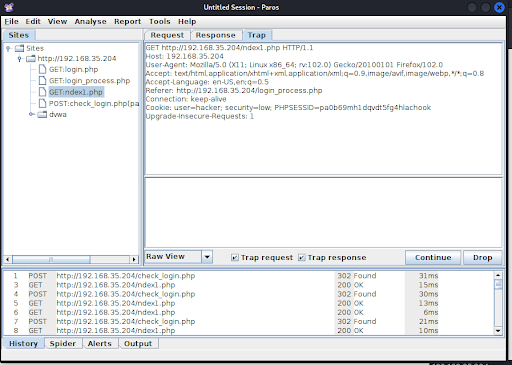 Untitled Session - Paros
File Edit View Analyse Report Tools Help
Sites
Request Response Trap
Sites
http://192.168.35.204
GET:login.php
GET:login_process.php
GET:ndex1.php
POST:check_login.php(pa
dvwa
GET http://192.168.35.204/ndex1.php HTTP/1.1
Host: 192.168.35.204
User-Agent: Mozilla/5.0 (X11; Linux x86_64; rv:102.0) Gecko/20100101 Firefox/102.0
Accept: text/html,application/xhtml+xml,application/xml;q=0.9,image/avif,image/webp,*/*;q=0.8
Accept-Language: en-US,en;q=0.5
Referer: http://192.168.35.204/login_process.php
Connection: keep-alive
Cookie: user=hacker; security=low; PHPSESSID=pa0b69mh1dqvdt5fg4hlachook
Upgrade-Insecure-Requests: 1
Raw View Trap request Trap response Continue Drop
1 POST http://192.168.35.204/check_login.php 302 Found 31ms
3 GET http://192.168.35.204/ndex1.php 200 OK 15ms
4 POST http://192.168.35.204/check_login.php 302 Found 30ms
5 GET http://192.168.35.204/ndex1.php 200 OK 13ms
6 GET http://192.168.35.204/ndex1.php 200 OK 6ms
7 POST http://192.168.35.204/check_login.php 302 Found 21ms
8 GET http://192.168.35.204/ndex1.php 200 OK 10ms
History Spider Alerts Output